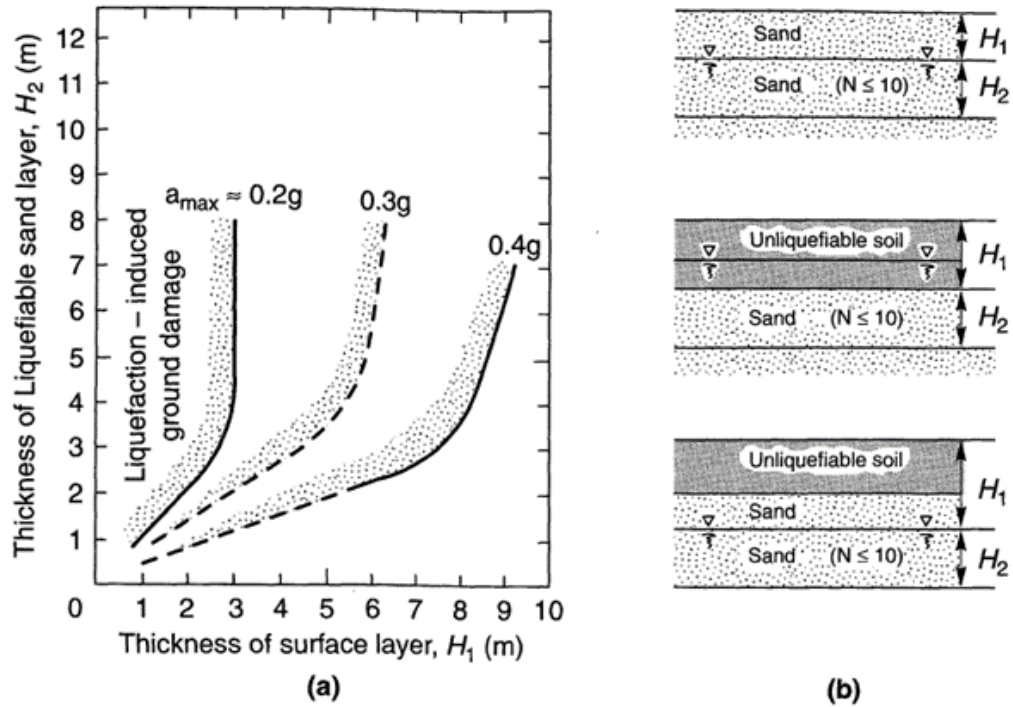 Thickness of Liquefiable sand layer, H₂ (m)
12
11
10
9
8
7
6
5
4
3
2
1
0
1 2 3 4 5 6 7 8 9 10
Thickness of surface layer, H₁ (m)
Liquefaction – induced
ground damage
a_max ≈ 0.2g
0.3g
0.4g
(a)
Sand
H₁
Sand (N ≤ 10)
H₂
Unliquefiable soil
H₁
Sand (N ≤ 10)
H₂
Unliquefiable soil
H₁
Sand
Sand (N ≤ 10)
H₂
(b)